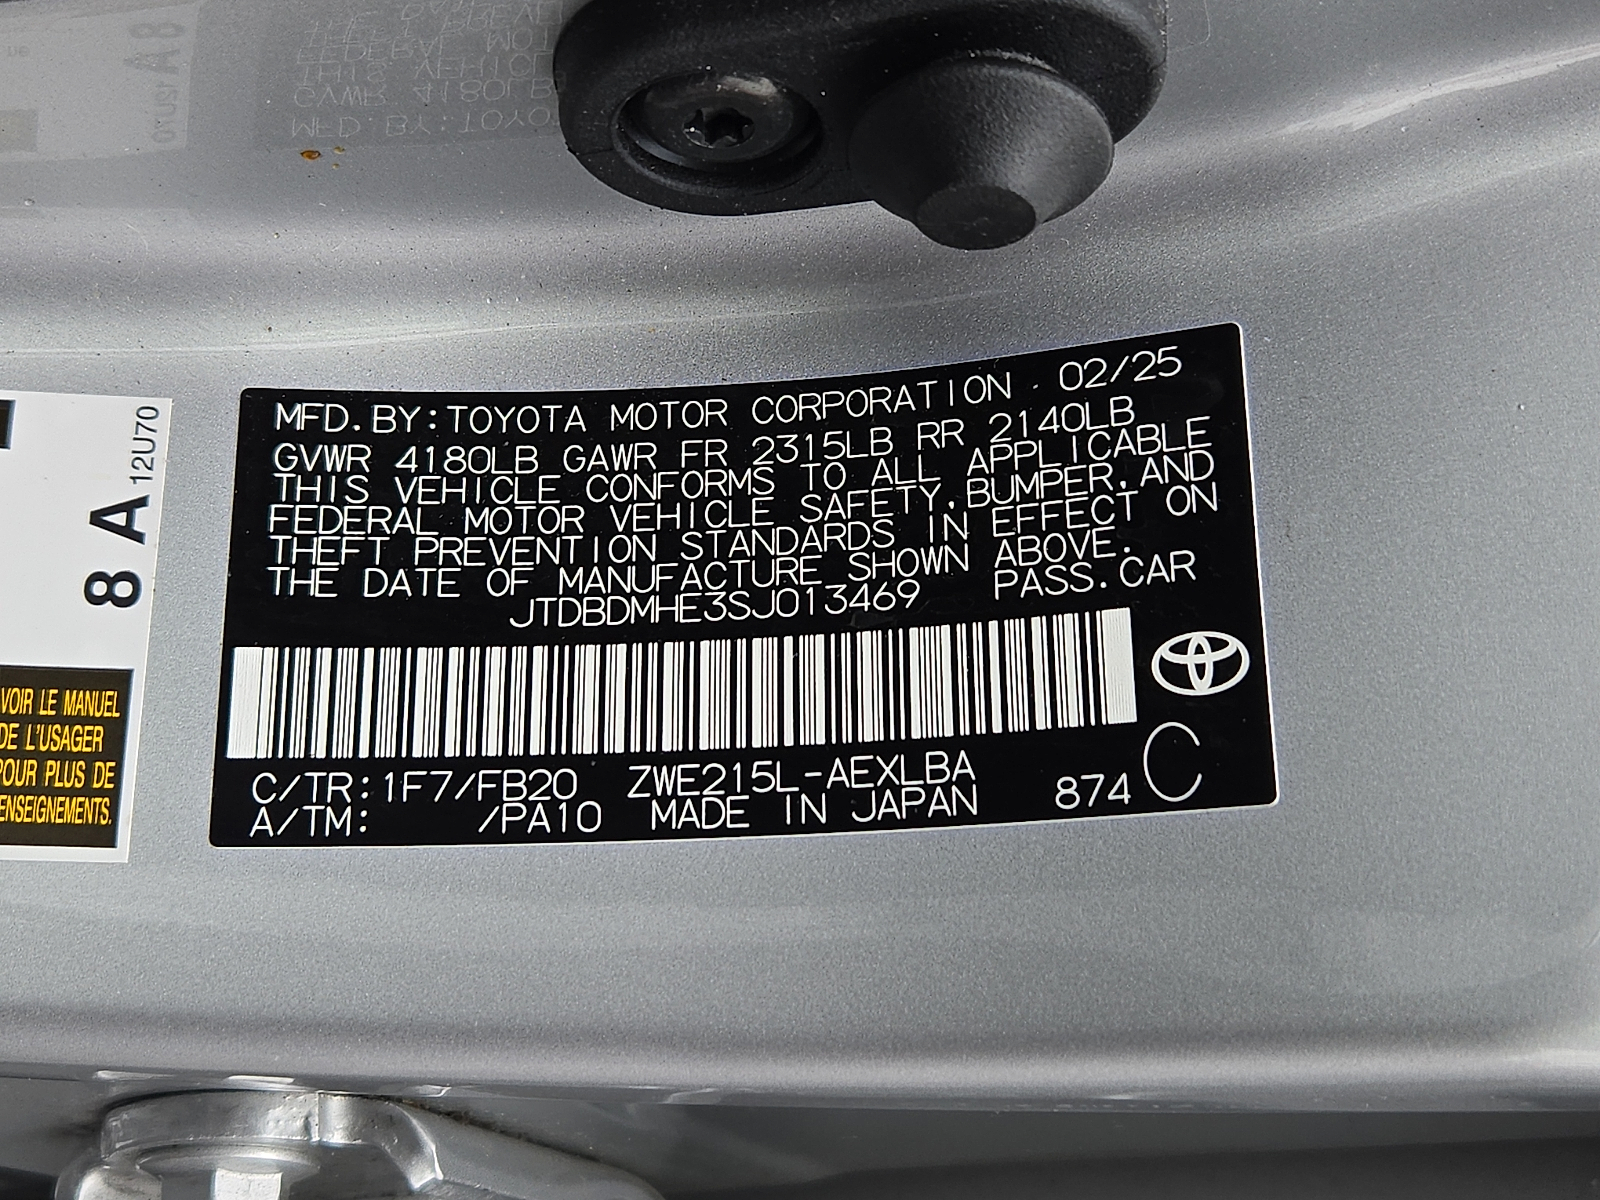 MFD.BY:TOYOTA MOTOR CORPORATION 02/25
GVWR 4180LB GAWR FR 2315LB RR 2140LB
THIS VEHICLE CONFORMS TO ALL APPLICABLE
FEDERAL MOTOR VEHICLE SAFETY,BUMPER,AND
THEFT PREVENTION STANDARDS IN EFFECT ON
THE DATE OF MANUFACTURE SHOWN ABOVE.
JTDBDMHE3SJ013469 PASS.CAR
C/TR:1F7/FB20 ZWE215L-AEXLBA
A/TM: /PA10 MADE IN JAPAN 874 C
8 A 12U70
VOIR LE MANUEL
DE L'USAGER
POUR PLUS DE